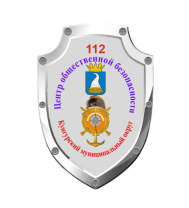 112
Центр общественной безопасности
Кунгурский муниципальный округ